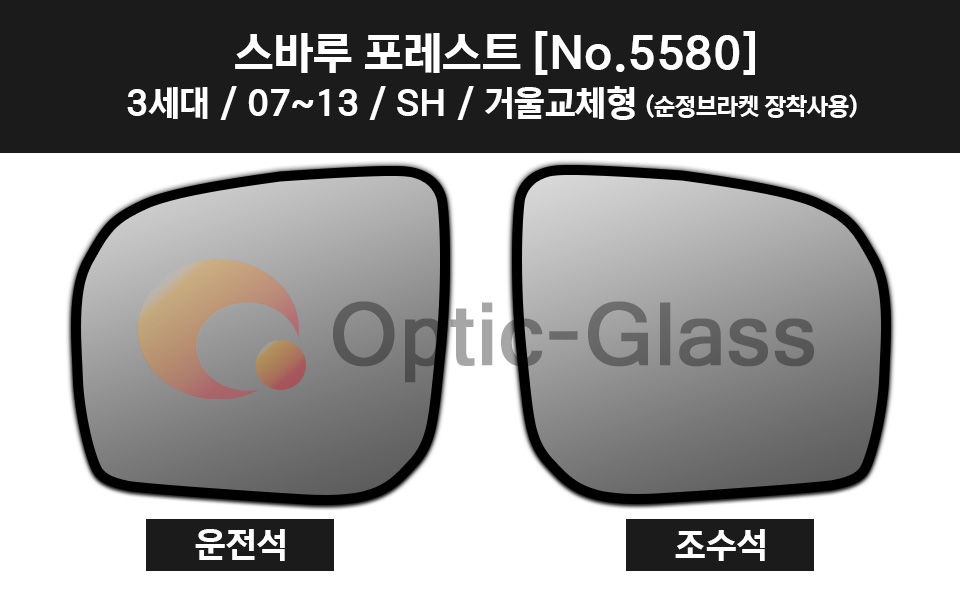 스바루 포레스트 [No.5580]
3세대 / 07~13 / SH / 거울교체형 (순정브라켓 장착사용)
Optic-Glass
운전석
조수석